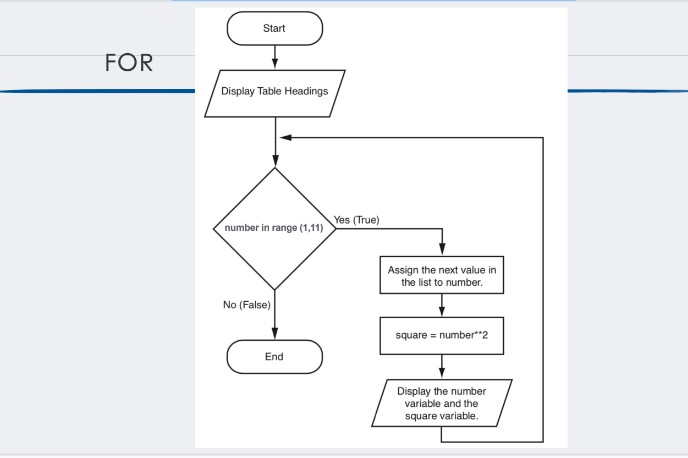 FOR
Start
Display Table Headings
number in range (1,11)
Yes (True)
Assign the next value in
the list to number.
square = number**2
Display the number
variable and the
square variable.
No (False)
End